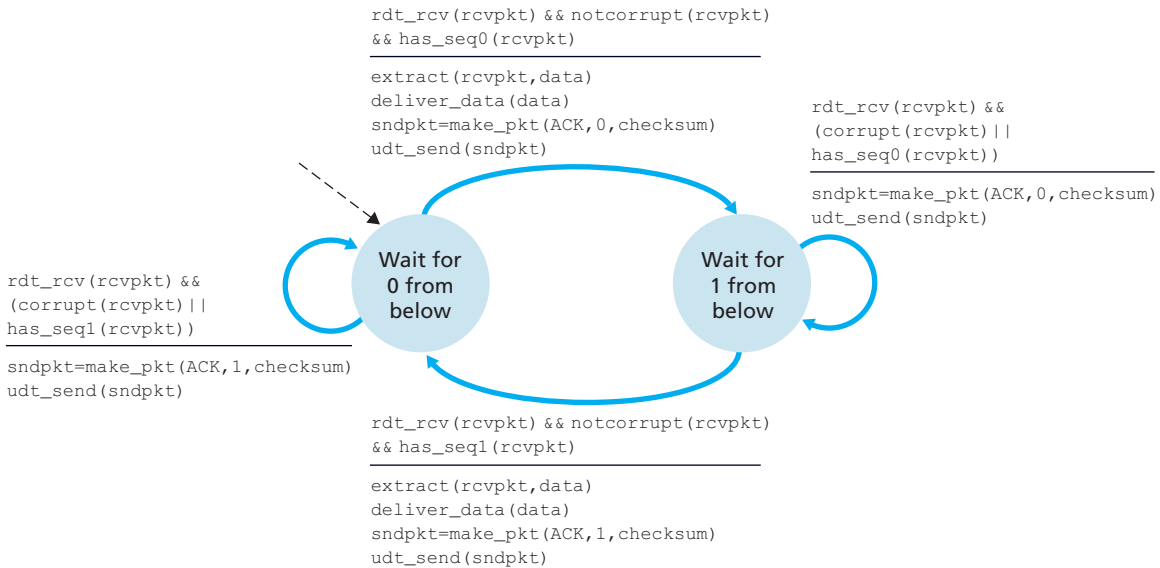 rdt_rcv(rcvpkt) && notcorrupt(rcvpkt)
&& has_seq0(rcvpkt)
extract(rcvpkt,data)
deliver_data(data)
sndpkt=make_pkt(ACK,0,checksum)
udt_send(sndpkt)
rdt_rcv(rcvpkt) &&
(corrupt(rcvpkt)||
has_seq0(rcvpkt))
sndpkt=make_pkt(ACK,0,checksum)
udt_send(sndpkt)
Wait for
0 from
below
Wait for
1 from
below
rdt_rcv(rcvpkt) &&
(corrupt(rcvpkt)||
has_seq1(rcvpkt))
sndpkt=make_pkt(ACK,1,checksum)
udt_send(sndpkt)
rdt_rcv(rcvpkt) && notcorrupt(rcvpkt)
&& has_seq1(rcvpkt)
extract(rcvpkt,data)
deliver_data(data)
sndpkt=make_pkt(ACK,1,checksum)
udt_send(sndpkt)